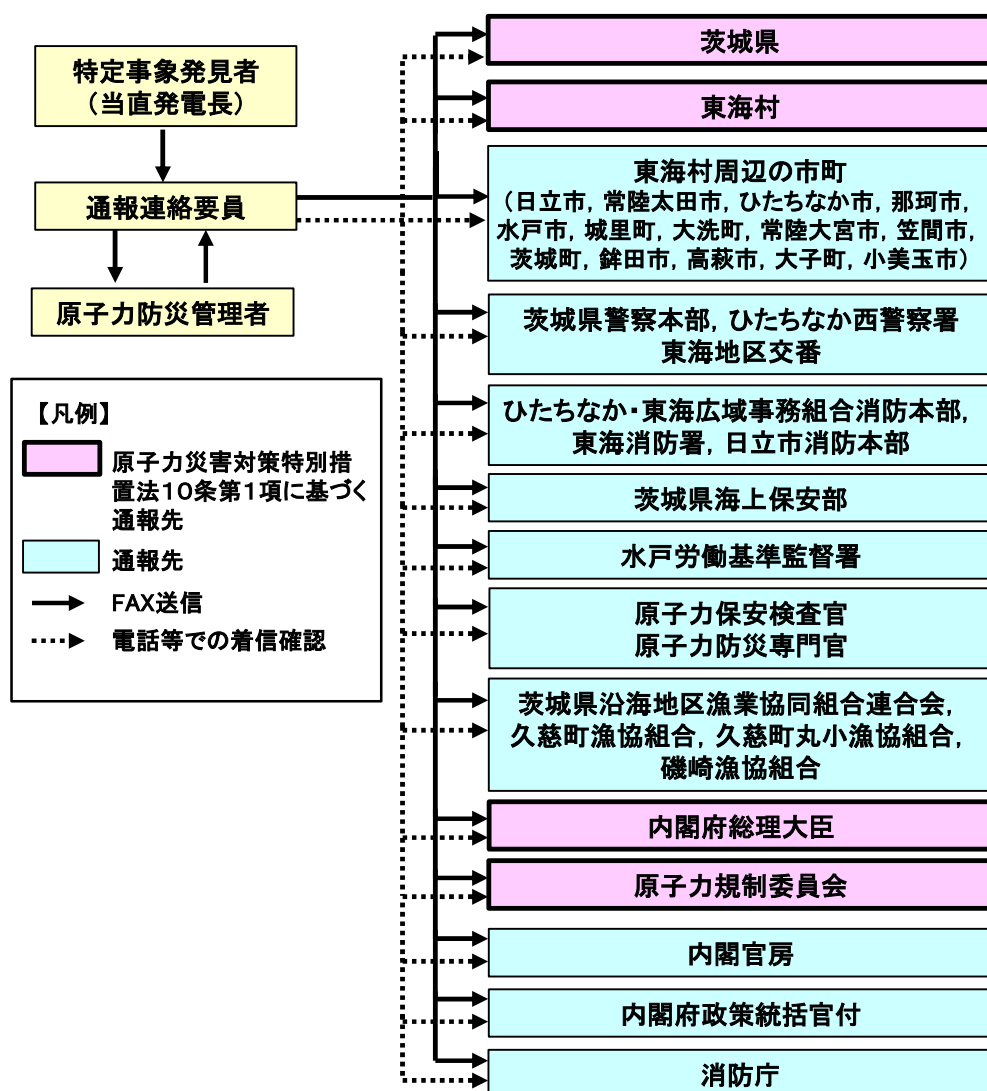 特定事象発見者
（当直発電長）
通報連絡要員
原子力防災管理者
【凡例】
原子力災害対策特別措
置法１０条第１項に基づく
通報先
通報先
FAX送信
電話等での着信確認
茨城県
東海村
東海村周辺の市町
（日立市，常陸太田市，ひたちなか市，那珂市，
水戸市，城里町，大洗町，常陸大宮市，笠間市，
茨城町，鉾田市，高萩市，大子町，小美玉市）
茨城県警察本部，ひたちなか西警察署
東海地区交番
ひたちなか・東海広域事務組合消防本部，
東海消防署，日立市消防本部
茨城県海上保安部
水戸労働基準監督署
原子力保安検査官
原子力防災専門官
茨城県沿海地区漁業協同組合連合会，
久慈町漁協組合，久慈町丸小漁協組合，
磯崎漁協組合
内閣府総理大臣
原子力規制委員会
内閣官房
内閣府政策統括官付
消防庁